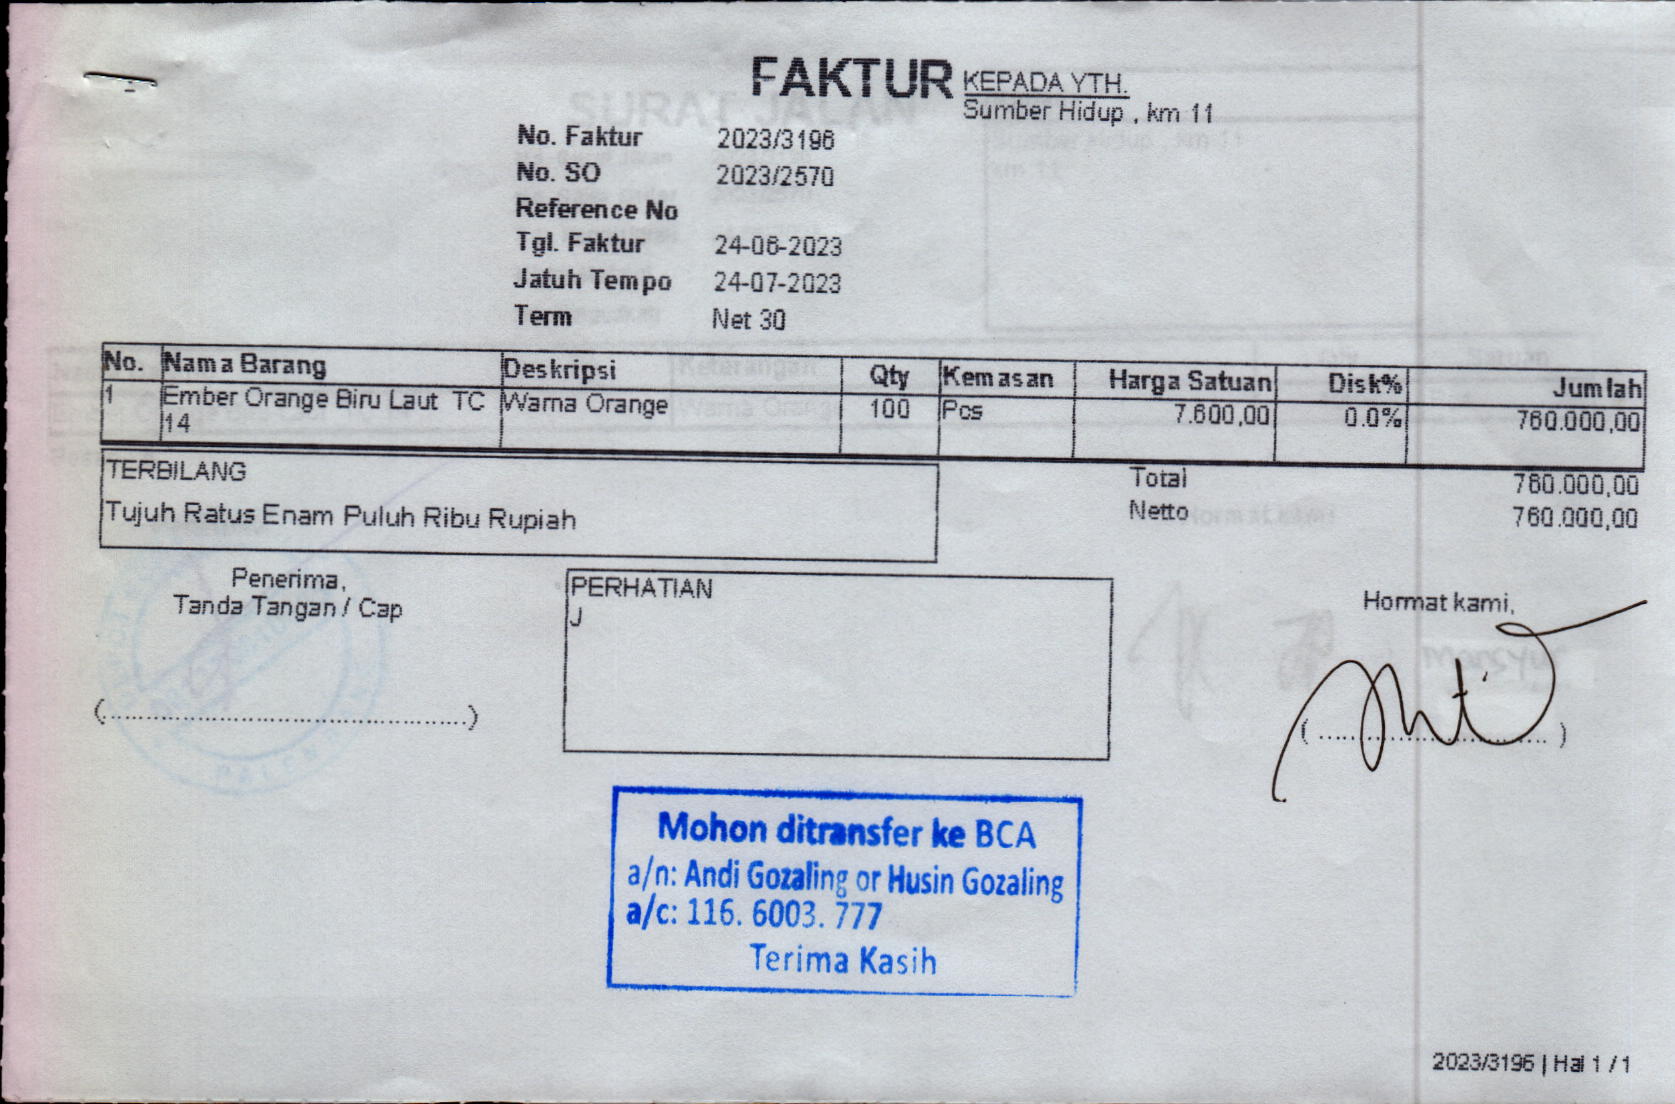 FAKTUR
KEPADA YTH.
Sumber Hidup , km 11
No. Faktur 2023/3196
No. SO 2023/2570
Reference No
Tgl. Faktur 24-06-2023
Jatuh Tempo 24-07-2023
Term Net 30
No. Nama Barang Deskripsi Qty Kemasan Harga Satuan Disk% Jumlah
1 Ember Orange Biru Laut TC Warna Orange 100 Pcs 7.600,00 0.0% 760.000,00
14
TERBILANG
Tujuh Ratus Enam Puluh Ribu Rupiah
Total 760.000,00
Netto 760.000,00
Penerima,
Tanda Tangan / Cap
(........................................)
PERHATIAN
J
Hormat kami,
(........................)
Mohon ditransfer ke BCA
a/n: Andi Gozaling or Husin Gozaling
a/c: 116. 6003. 777
Terima Kasih
2023/3196 | Hal 1 / 1